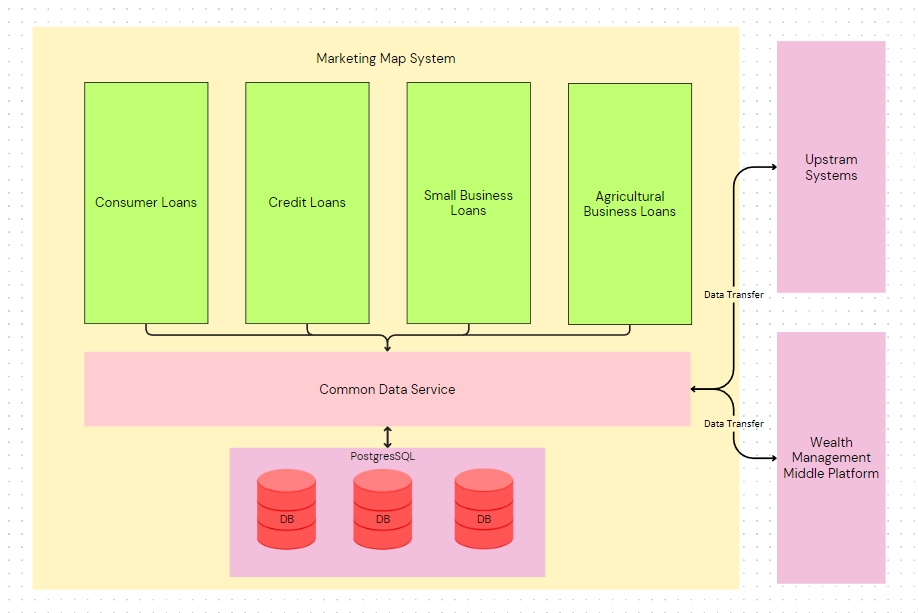 Marketing Map System
Consumer Loans
Credit Loans
Small Business
Loans
Agricultural
Business Loans
Upstram
Systems
Data Transfer
Common Data Service
Data Transfer
Wealth
Management
Middle Platform
PostgresSQL
DB
DB
DB